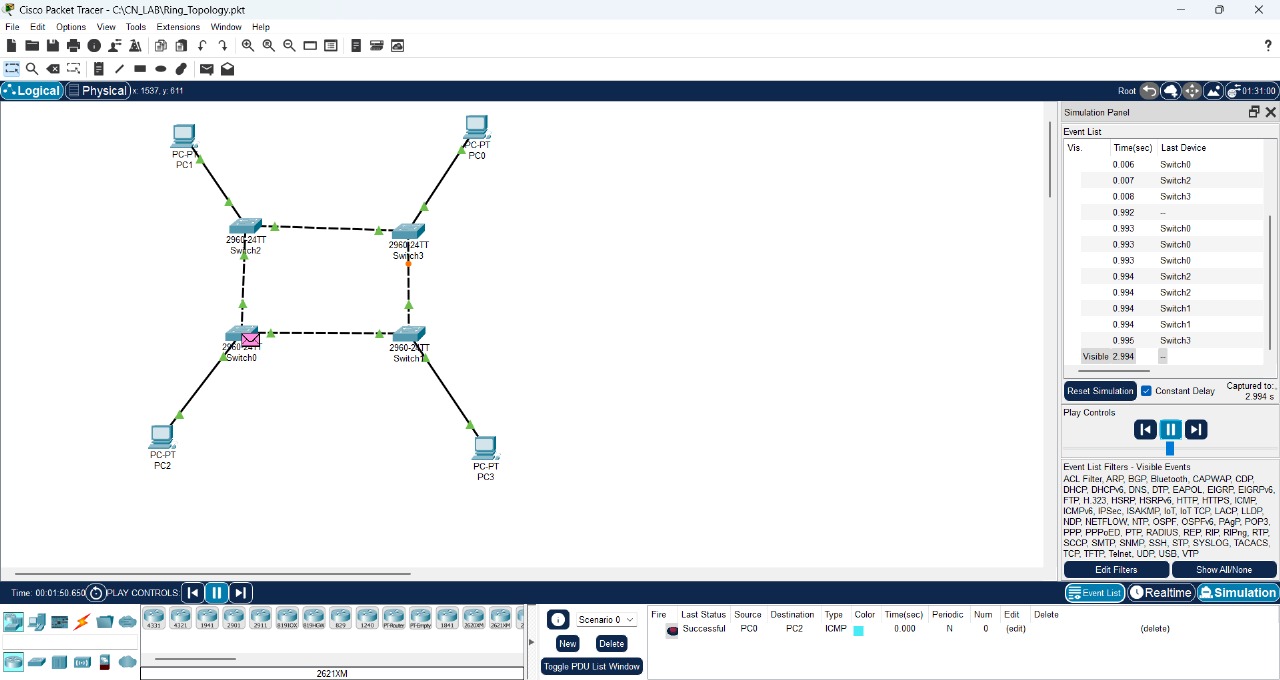 Cisco Packet Tracer - C:\CN_LAB\Ring_Topology.pkt
File Edit Options View Tools Extensions Window Help
Logical Physical x: 1537, y: 611 Root 01:31:00
PC-PT
PC1
PC-PT
PC0
2960-24TT
Switch2
2960-24TT
Switch3
2960-24TT
Switch0
2960-24TT
Switch1
PC-PT
PC2
PC-PT
PC3
Simulation Panel
Event List
Vis. Time(sec) Last Device
0.006 Switch0
0.007 Switch2
0.008 Switch3
0.992 --
0.993 Switch0
0.993 Switch0
0.993 Switch0
0.994 Switch2
0.994 Switch2
0.994 Switch1
0.994 Switch1
0.996 Switch3
Visible 2.994 --
Reset Simulation Constant Delay Captured to:
2.994 s
Play Controls
Event List Filters - Visible Events
ACL Filter, ARP, BGP, Bluetooth, CAPWAP, CDP,
DHCP, DHCPv6, DNS, DTP, EAPOL, EIGRP, EIGRPv6,
FTP, H.323, HSRP, HSRPv6, HTTP, HTTPS, ICMP,
ICMPv6, IPSec, ISAKMP, IoT, IoT TCP, LACP, LLDP,
NDP, NETFLOW, NTP, OSPF, OSPFv6, PAgP, POP3,
PPP, PPPoED, PTP, RADIUS, REP, RIP, RIPng, RTP,
SCCP, SMTP, SNMP, SSH, STP, SYSLOG, TACACS,
TCP, TFTP, Telnet, UDP, USB, VTP
Edit Filters Show All/None
Time: 00:01:50.650 PLAY CONTROLS: Event List Realtime Simulation
4331 4321 1941 2901 2911 819IOX 819HGW 829 1240 PT-Router PT-Empty 1841 2620XM 2621XM
2621XM
Scenario 0
New Delete
Toggle PDU List Window
Fire Last Status Source Destination Type Color Time(sec) Periodic Num Edit Delete
Successful PC0 PC2 ICMP 0.000 N 0 (edit) (delete)